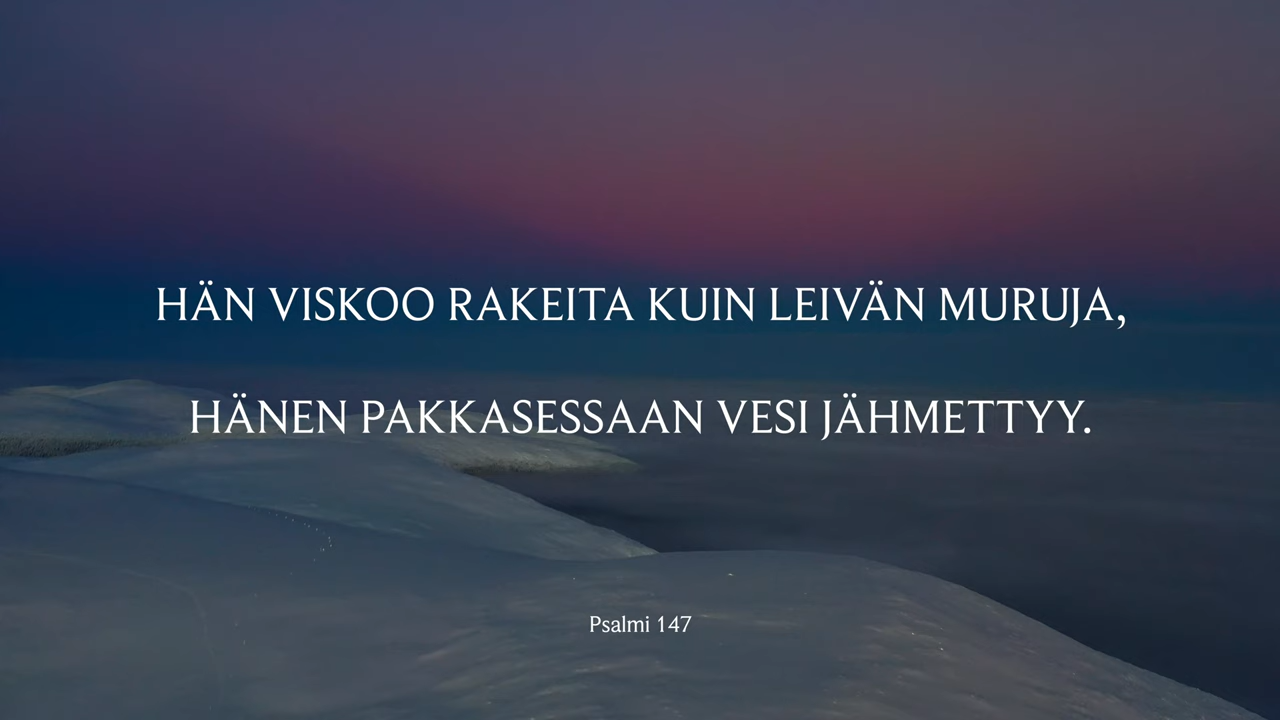 HÄN VISKOO RAKEITA KUIN LEIVÄN MURUJA,
HÄNEN PAKKASESSAAN VESI JÄHMETTYY.
Psalmi 147